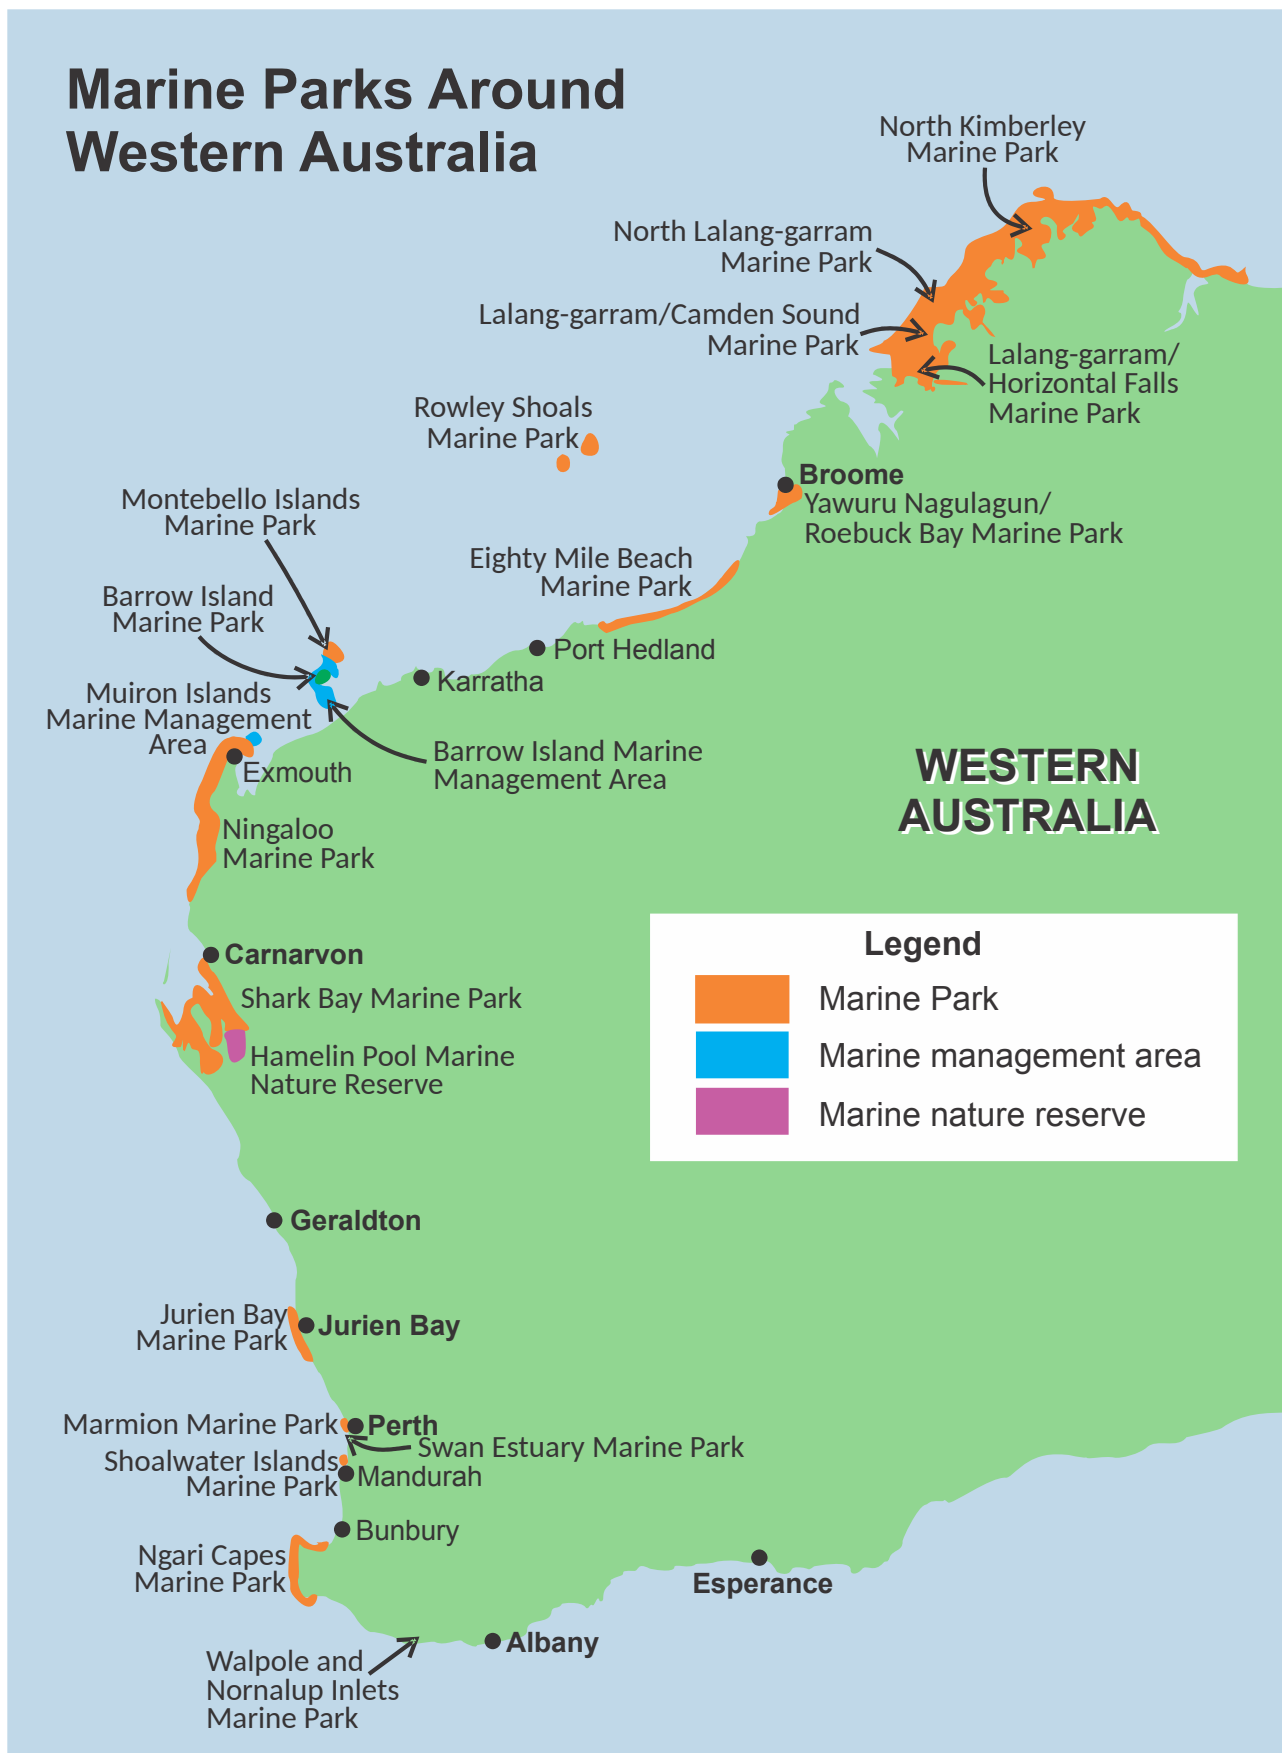 Marine Parks Around
Western Australia
North Kimberley
Marine Park
North Lalang-garram
Marine Park
Lalang-garram/Camden Sound
Marine Park
Lalang-garram/
Horizontal Falls
Marine Park
Rowley Shoals
Marine Park
Broome
Yawuru Nagulagun/
Roebuck Bay Marine Park
Montebello Islands
Marine Park
Eighty Mile Beach
Marine Park
Barrow Island
Marine Park
Port Hedland
Karratha
Muiron Islands
Marine Management
Area
Barrow Island Marine
Management Area
Exmouth
WESTERN
AUSTRALIA
Ningaloo
Marine Park
Legend
Marine Park
Marine management area
Marine nature reserve
Carnarvon
Shark Bay Marine Park
Hamelin Pool Marine
Nature Reserve
Geraldton
Jurien Bay
Marine Park
Jurien Bay
Marmion Marine Park
Perth
Swan Estuary Marine Park
Shoalwater Islands
Marine Park
Mandurah
Bunbury
Ngari Capes
Marine Park
Esperance
Albany
Walpole and
Nornalup Inlets
Marine Park